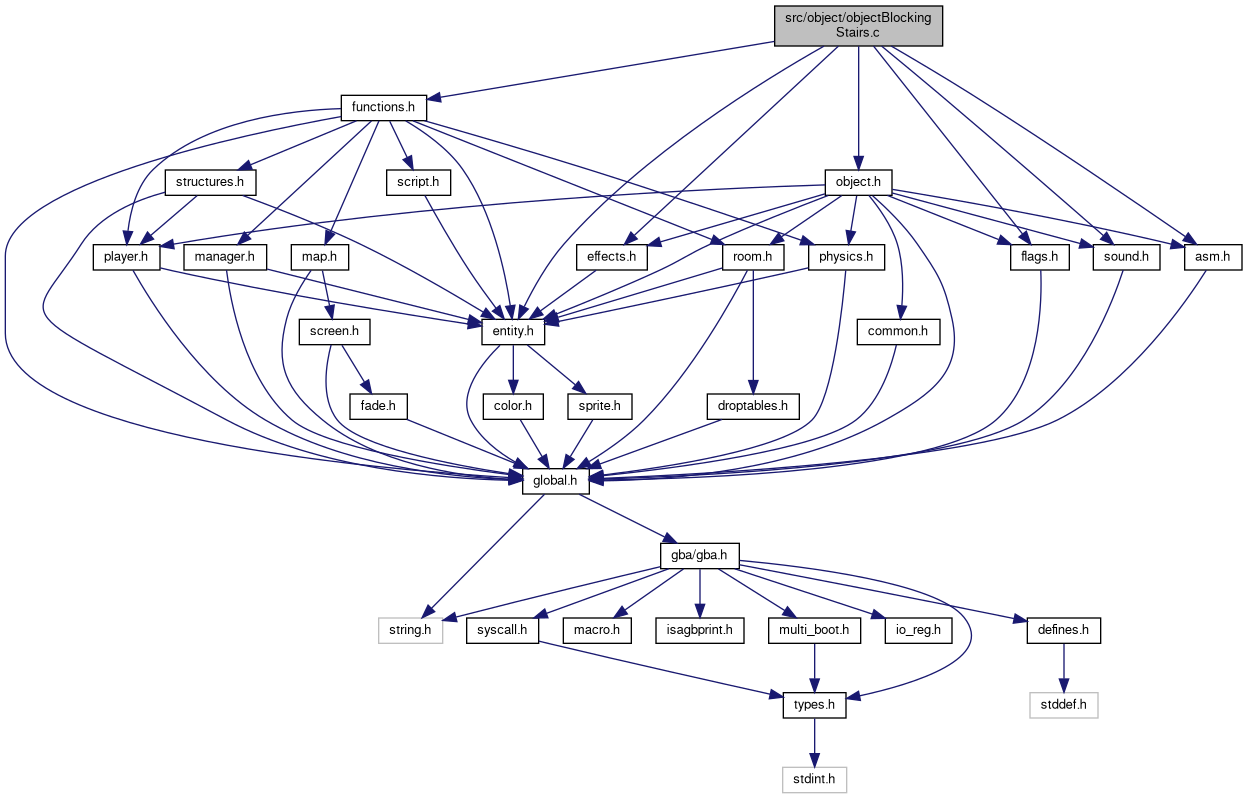 src/object/objectBlocking
Stairs.c
functions.h
structures.h
script.h
object.h
player.h
manager.h
map.h
effects.h
room.h
physics.h
flags.h
sound.h
asm.h
screen.h
entity.h
common.h
fade.h
color.h
sprite.h
droptables.h
global.h
gba/gba.h
string.h
syscall.h
macro.h
isagbprint.h
multi_boot.h
io_reg.h
defines.h
types.h
stddef.h
stdint.h